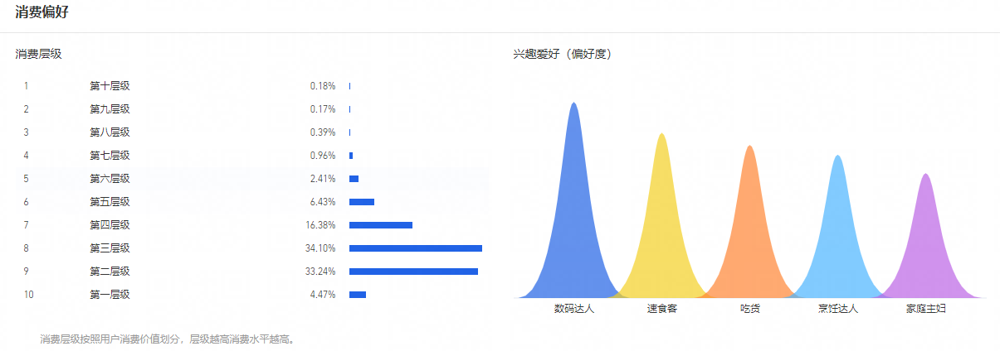 消费偏好
消费层级
1 第十层级 0.18%
2 第九层级 0.17%
3 第八层级 0.39%
4 第七层级 0.96%
5 第六层级 2.41%
6 第五层级 6.43%
7 第四层级 16.38%
8 第三层级 34.10%
9 第二层级 33.24%
10 第一层级 4.47%
消费层级按照用户消费价值划分，层级越高消费水平越高。
兴趣爱好（偏好度）
数码达人 速食客 吃货 烹饪达人 家庭主妇